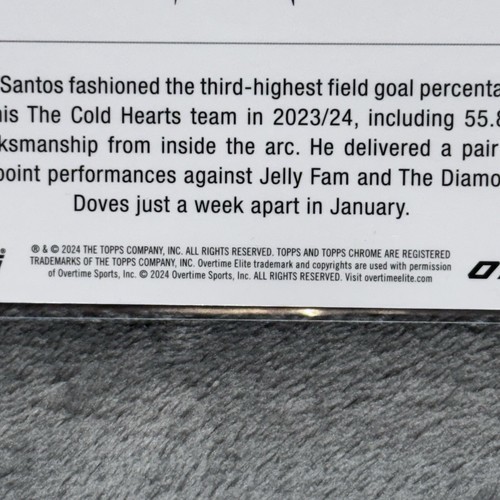 Santos fashioned the third-highest field goal percenta
his The Cold Hearts team in 2023/24, including 55.8
ksmanship from inside the arc. He delivered a pair
point performances against Jelly Fam and The Diamo
Doves just a week apart in January.
® & © 2024 THE TOPPS COMPANY, INC. ALL RIGHTS RESERVED. TOPPS AND TOPPS CHROME ARE REGISTERED
TRADEMARKS OF THE TOPPS COMPANY, INC. Overtime Elite trademark and copyrights are used with permission
of Overtime Sports, Inc. © 2024 Overtime Sports, Inc. ALL RIGHTS RESERVED. Visit overtimeelite.com